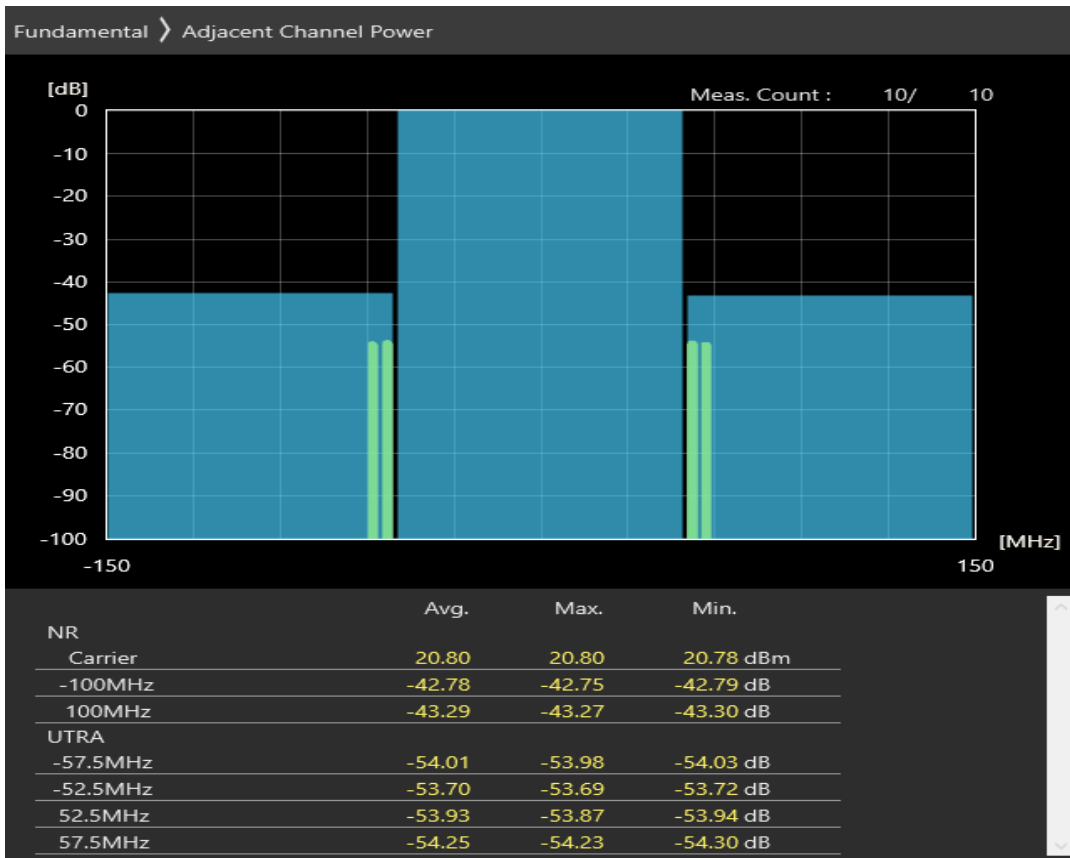 Fundamental 〉 Adjacent Channel Power
[dB]
Meas. Count : 10/ 10
0
-10
-20
-30
-40
-50
-60
-70
-80
-90
-100
[MHz]
-150 150
Avg. Max. Min.
NR
Carrier 20.80 20.80 20.78 dBm
-100MHz -42.78 -42.75 -42.79 dB
100MHz -43.29 -43.27 -43.30 dB
UTRA
-57.5MHz -54.01 -53.98 -54.03 dB
-52.5MHz -53.70 -53.69 -53.72 dB
52.5MHz -53.93 -53.87 -53.94 dB
57.5MHz -54.25 -54.23 -54.30 dB